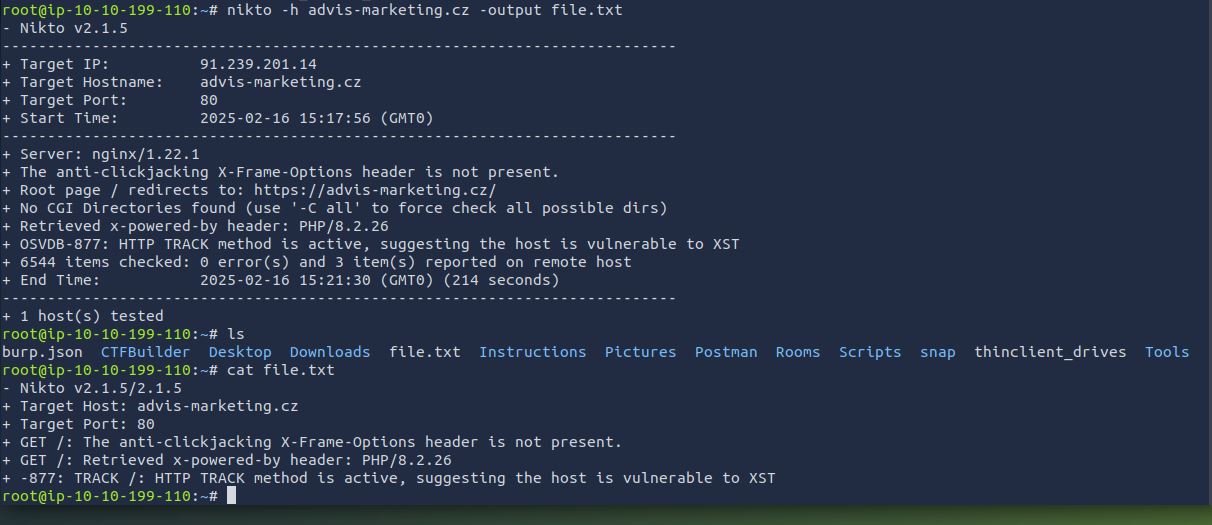 root@ip-10-10-199-110:~# nikto -h advis-marketing.cz -output file.txt
- Nikto v2.1.5
---------------------------------------------------------------------------
+ Target IP:          91.239.201.14
+ Target Hostname:    advis-marketing.cz
+ Target Port:        80
+ Start Time:         2025-02-16 15:17:56 (GMT0)
---------------------------------------------------------------------------
+ Server: nginx/1.22.1
+ The anti-clickjacking X-Frame-Options header is not present.
+ Root page / redirects to: https://advis-marketing.cz/
+ No CGI Directories found (use '-C all' to force check all possible dirs)
+ Retrieved x-powered-by header: PHP/8.2.26
+ OSVDB-877: HTTP TRACK method is active, suggesting the host is vulnerable to XST
+ 6544 items checked: 0 error(s) and 3 item(s) reported on remote host
+ End Time:           2025-02-16 15:21:30 (GMT0) (214 seconds)
---------------------------------------------------------------------------
+ 1 host(s) tested
root@ip-10-10-199-110:~# ls
burp.json  CTFBuilder  Desktop  Downloads  file.txt  Instructions  Pictures  Postman  Rooms  Scripts  snap  thinclient_drives  Tools
root@ip-10-10-199-110:~# cat file.txt
- Nikto v2.1.5/2.1.5
+ Target Host: advis-marketing.cz
+ Target Port: 80
+ GET /: The anti-clickjacking X-Frame-Options header is not present.
+ GET /: Retrieved x-powered-by header: PHP/8.2.26
+ -877: TRACK /: HTTP TRACK method is active, suggesting the host is vulnerable to XST
root@ip-10-10-199-110:~#